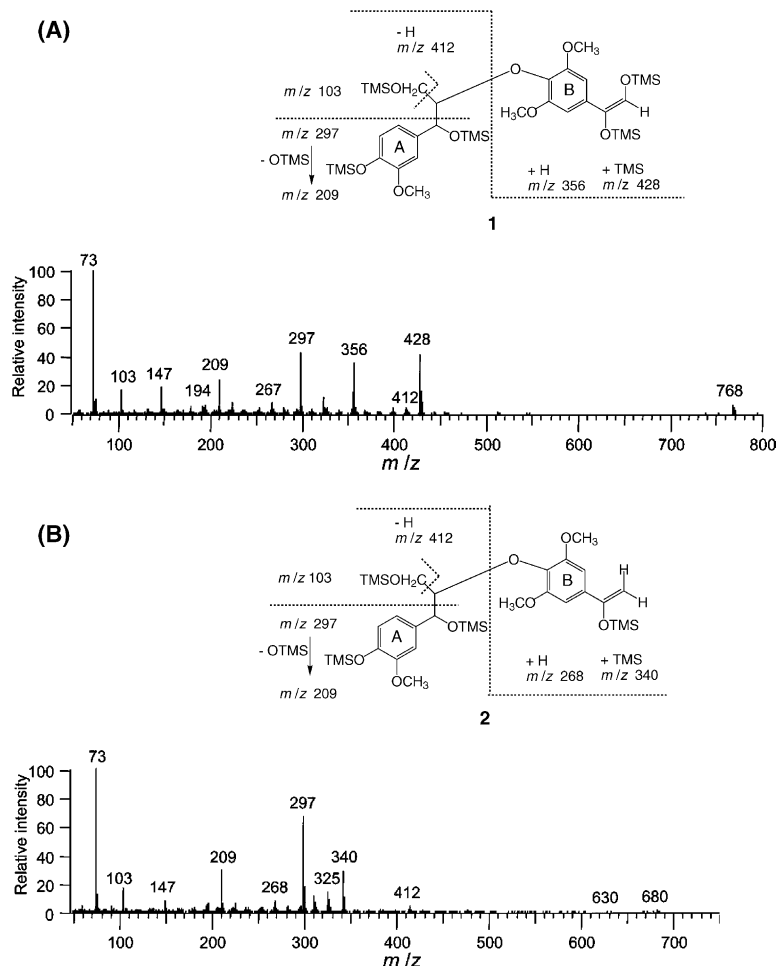 (A)
- H
m/z 412
OCH₃
O
OTMS
m/z 103
TMSOH₂C
B
H
H₃CO
OTMS
m/z 297
OTMS
- OTMS
A
TMSO
+ H
+ TMS
OCH₃
m/z 356
m/z 428
m/z 209
1
Relative intensity
100
80
60
40
20
0
73
103
147
194
209
267
297
356
412
428
768
100
200
300
400
500
600
700
800
m/z
(B)
- H
m/z 412
OCH₃
O
H
m/z 103
TMSOH₂C
B
H
H₃CO
OTMS
m/z 297
OTMS
- OTMS
A
TMSO
+ H
+ TMS
OCH₃
m/z 268
m/z 340
m/z 209
2
Relative intensity
100
80
60
40
20
0
73
103
147
209
268
297
325
340
412
630
680
100
200
300
400
500
600
700
m/z